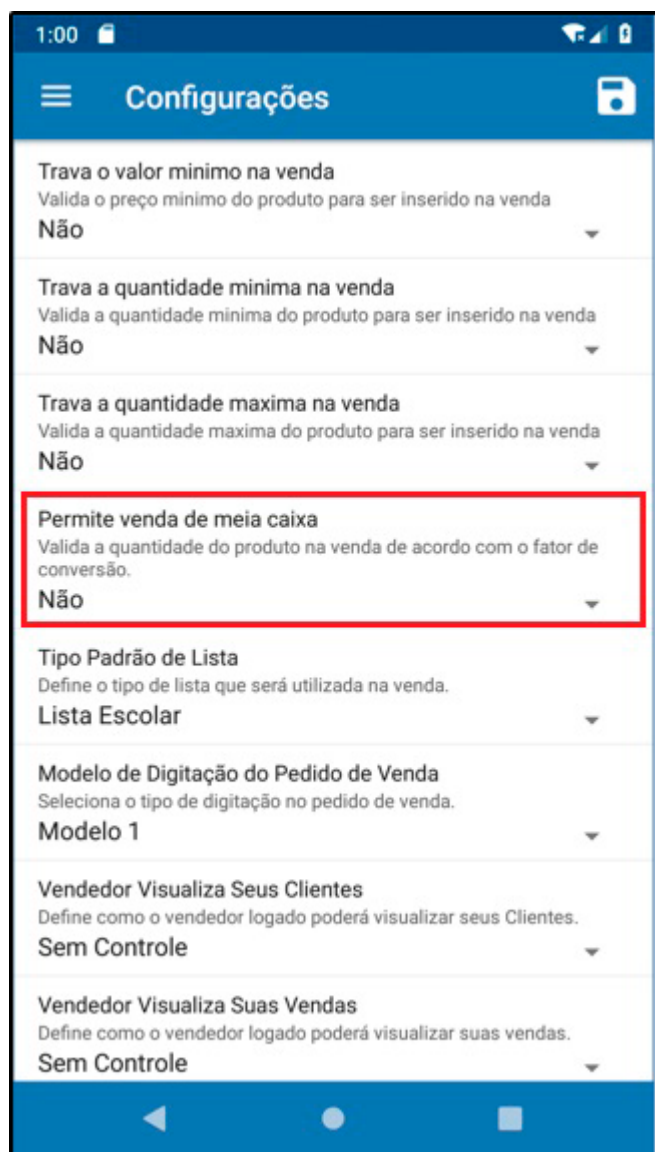 1:00
Configurações
Trava o valor minimo na venda
Valida o preço minimo do produto para ser inserido na venda
Não
Trava a quantidade minima na venda
Valida a quantidade minima do produto para ser inserido na venda
Não
Trava a quantidade maxima na venda
Valida a quantidade maxima do produto para ser inserido na venda
Não
Permite venda de meia caixa
Valida a quantidade do produto na venda de acordo com o fator de
conversão.
Não
Tipo Padrão de Lista
Define o tipo de lista que será utilizada na venda.
Lista Escolar
Modelo de Digitação do Pedido de Venda
Seleciona o tipo de digitação no pedido de venda.
Modelo 1
Vendedor Visualiza Seus Clientes
Define como o vendedor logado poderá visualizar seus Clientes.
Sem Controle
Vendedor Visualiza Suas Vendas
Define como o vendedor logado poderá visualizar suas vendas.
Sem Controle